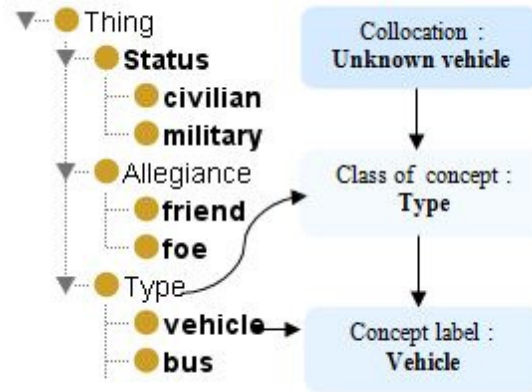 Thing
Status
civilian
military
Allegiance
friend
foe
Type
vehicle
bus
Collocation :
Unknown vehicle
Class of concept :
Type
Concept label :
Vehicle